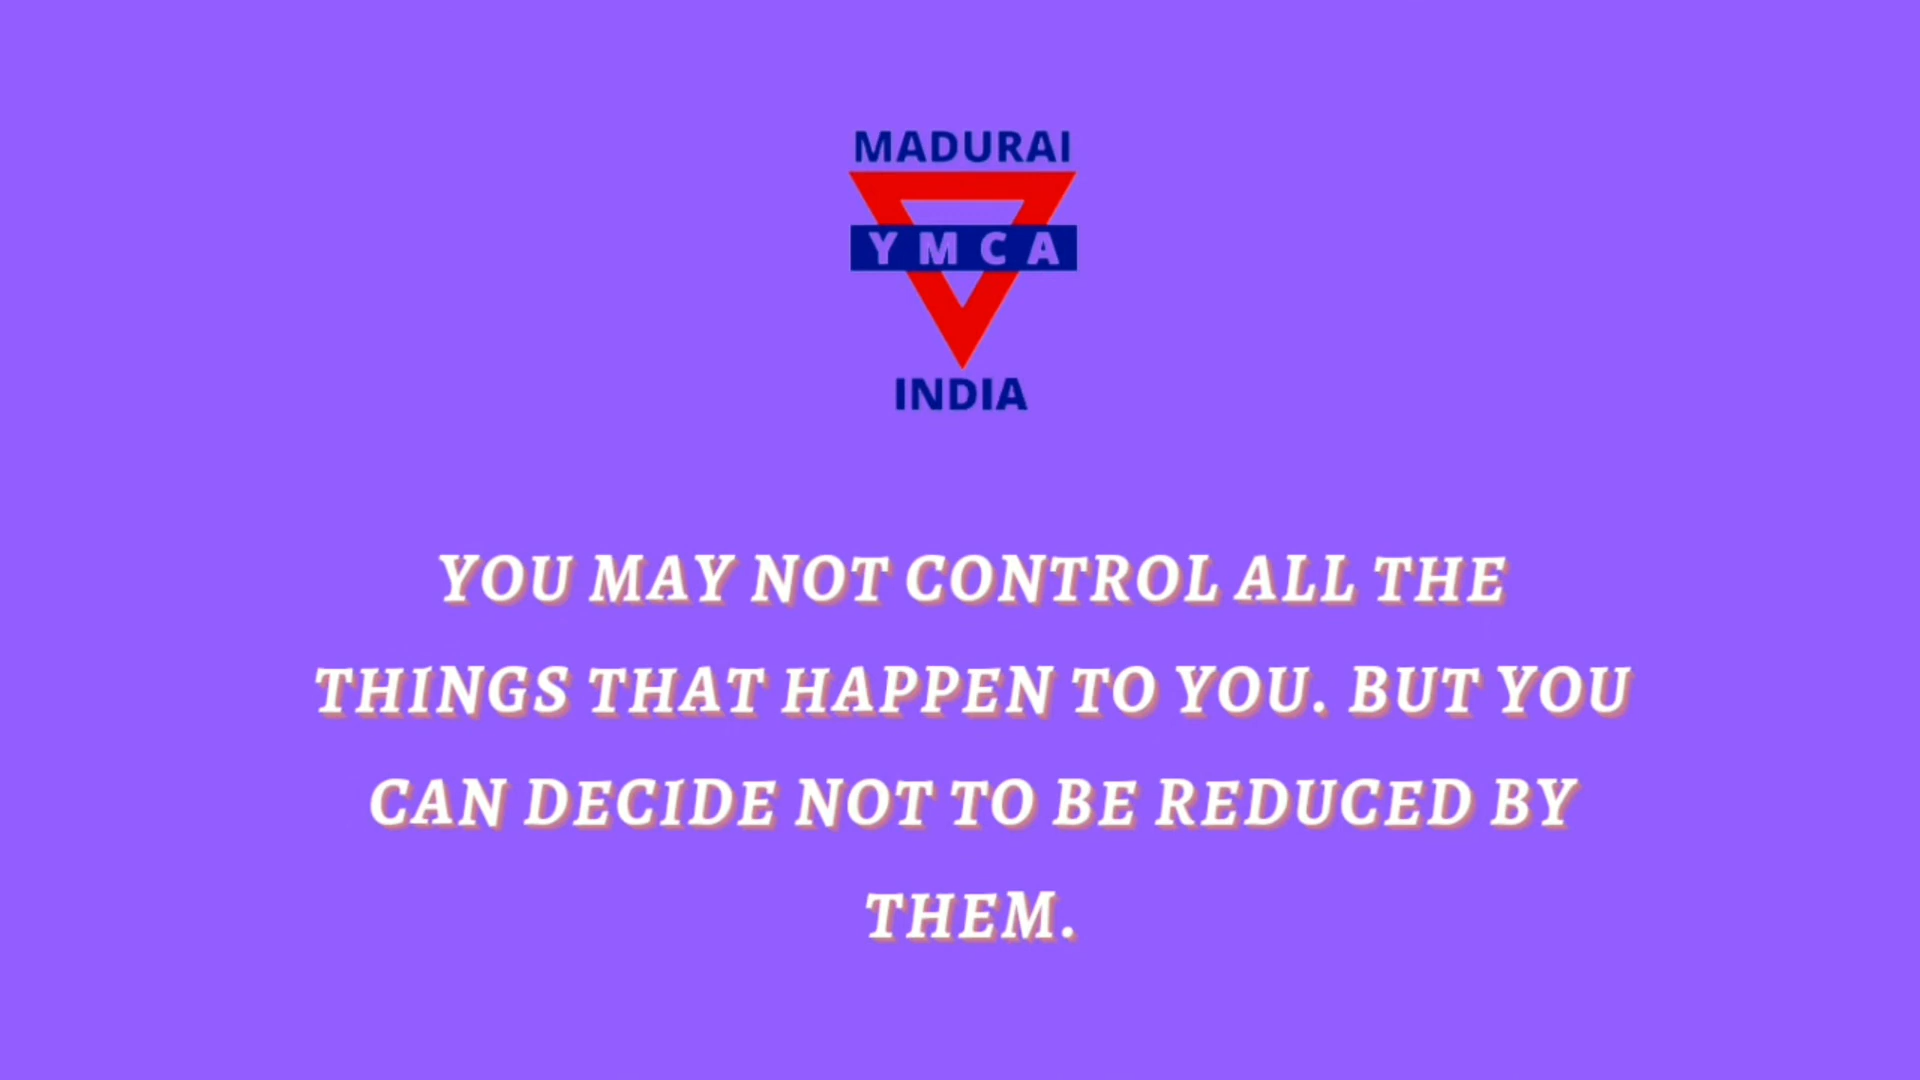 MADURAI
YMCA
INDIA
YOU MAY NOT CONTROL ALL THE
THINGS THAT HAPPEN TO YOU. BUT YOU
CAN DECIDE NOT TO BE REDUCED BY
THEM.